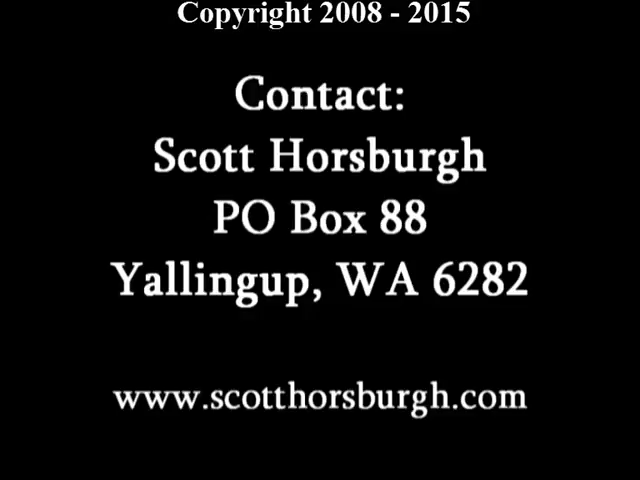 Copyright 2008 - 2015
Contact:
Scott Horsburgh
PO Box 88
Yallingup, WA 6282
www.scotthorsburgh.com